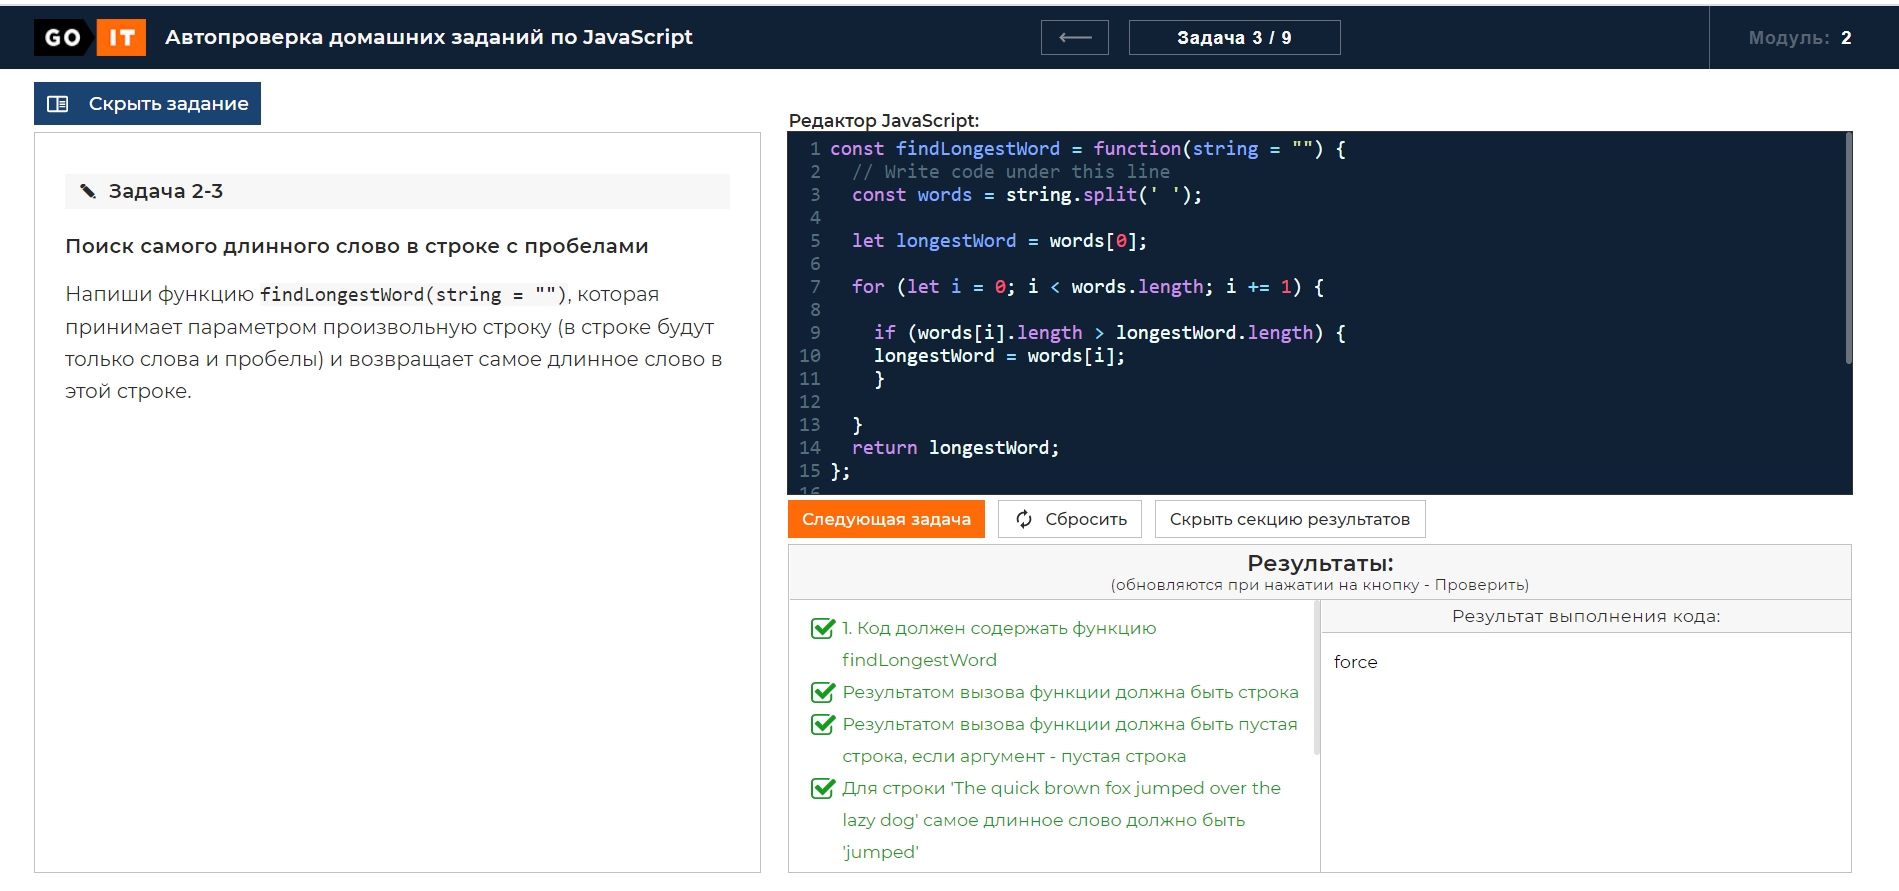 GO IT Автопроверка домашних заданий по JavaScript
Задача 3 / 9
Модуль: 2
Скрыть задание
Задача 2-3
Поиск самого длинного слово в строке с пробелами
Напиши функцию findLongestWord(string = ""), которая
принимает параметром произвольную строку (в строке будут
только слова и пробелы) и возвращает самое длинное слово в
этой строке.
Редактор JavaScript:
1 const findLongestWord = function(string = "") {
2 // Write code under this line
3 const words = string.split(' ');
4
5 let longestWord = words[0];
6
7 for (let i = 0; i < words.length; i += 1) {
8
9 if (words[i].length > longestWord.length) {
10 longestWord = words[i];
11 }
12
13 }
14 return longestWord;
15 };
16
Следующая задача
Сбросить
Скрыть секцию результатов
Результаты:
(обновляются при нажатии на кнопку - Проверить)
1. Код должен содержать функцию
findLongestWord
Результатом вызова функции должна быть строка
Результатом вызова функции должна быть пустая
строка, если аргумент - пустая строка
Для строки 'The quick brown fox jumped over the
lazy dog' самое длинное слово должно быть
'jumped'
Результат выполнения кода:
force